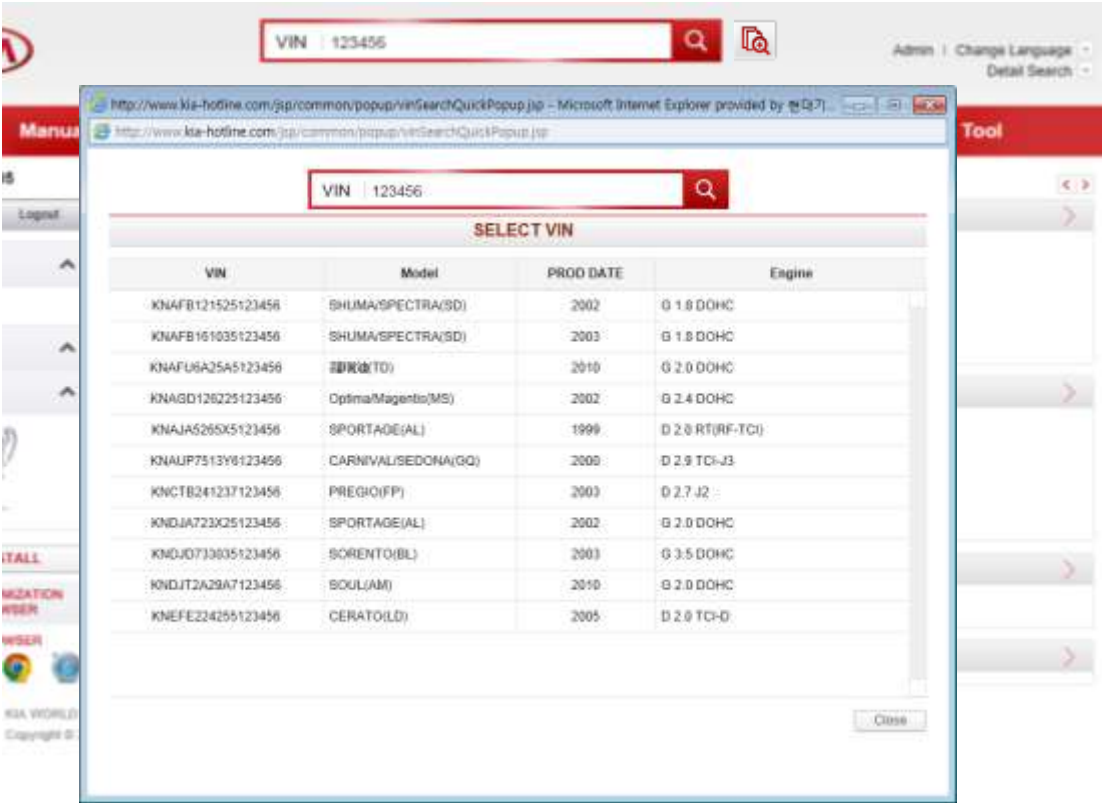 VIN 123456
Admin | Change Language
Detail Search
http://www.kia-hotline.com/jsp/common/popup/vinSearchQuickPopup.jsp - Microsoft Internet Explorer provided by 현대기...
http://www.kia-hotline.com/jsp/common/popup/vinSearchQuickPopup.jsp
Manua
Tool
VIN 123456
Logout
SELECT VIN
VIN Model PROD DATE Engine
KNAFB121525123456 SHUMA/SPECTRA(SD) 2002 G 1.8 DOHC
KNAFB161035123456 SHUMA/SPECTRA(SD) 2003 G 1.8 DOHC
KNAFU6A25A5123456 (TD) 2010 G 2.0 DOHC
KNAGD126225123456 Optima/Magentis(MS) 2002 G 2.4 DOHC
KNAJA5265X5123456 SPORTAGE(AL) 1999 D 2.0 RT(RF-TCI)
KNAUP7513Y6123456 CARNIVAL/SEDONA(GQ) 2000 D 2.9 TCI-J3
KNCTB241237123456 PREGIO(FP) 2003 D 2.7 J2
KNDJA723X25123456 SPORTAGE(AL) 2002 G 2.0 DOHC
KNDJD733035123456 SORENTO(BL) 2003 G 3.5 DOHC
KNDJT2A29A7123456 SOUL(AM) 2010 G 2.0 DOHC
KNEFE224255123456 CERATO(LD) 2005 D 2.0 TCI-D
STALL
MIZATION
WSER
WSER
KIA WORLD
Copyright ©
Close